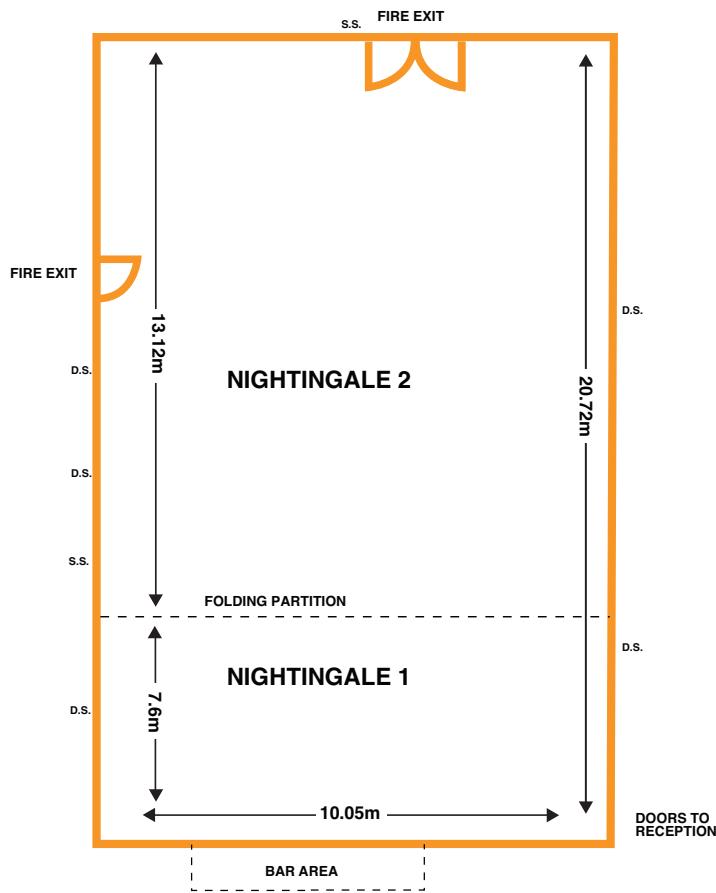 FIRE EXIT
S.S.
FIRE EXIT
D.S.
13.12m
D.S.
NIGHTINGALE 2
20.72m
D.S.
S.S.
FOLDING PARTITION
D.S.
NIGHTINGALE 1
D.S.
7.6m
10.05m
DOORS TO
RECEPTION
BAR AREA